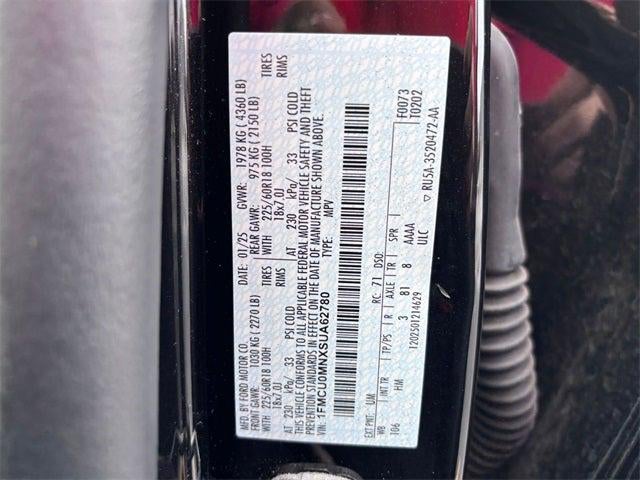 MFD. BY FORD MOTOR CO. DATE: 01/25 GVWR: 1978 KG ( 4360 LB)
FRONT GAWR: 1030 KG (2270 LB) REAR GAWR: 975 KG ( 2150 LB)
WITH 225/60R18 100H TIRES WITH 225/60R18 100H TIRES
18x7.0J RIMS 18x7.0J RIMS
AT 230 kPa/ 33 PSI COLD AT 230 kPa/ 33 PSI COLD
THIS VEHICLE CONFORMS TO ALL APPLICABLE FEDERAL MOTOR VEHICLE SAFETY AND THEFT
PREVENTION STANDARDS IN EFFECT ON THE DATE OF MANUFACTURE SHOWN ABOVE.
VIN: 1FMCU0MNXSUA62780 TYPE: MPV
F0073
T0202
EXT PNT: UM RC: 71 DSO:
WB INT TR TP/PS R AXLE TR SPR
106 HM 3 81 8 AAAA
ULC
1202501214629 ▽ RU5A-3520472-AA